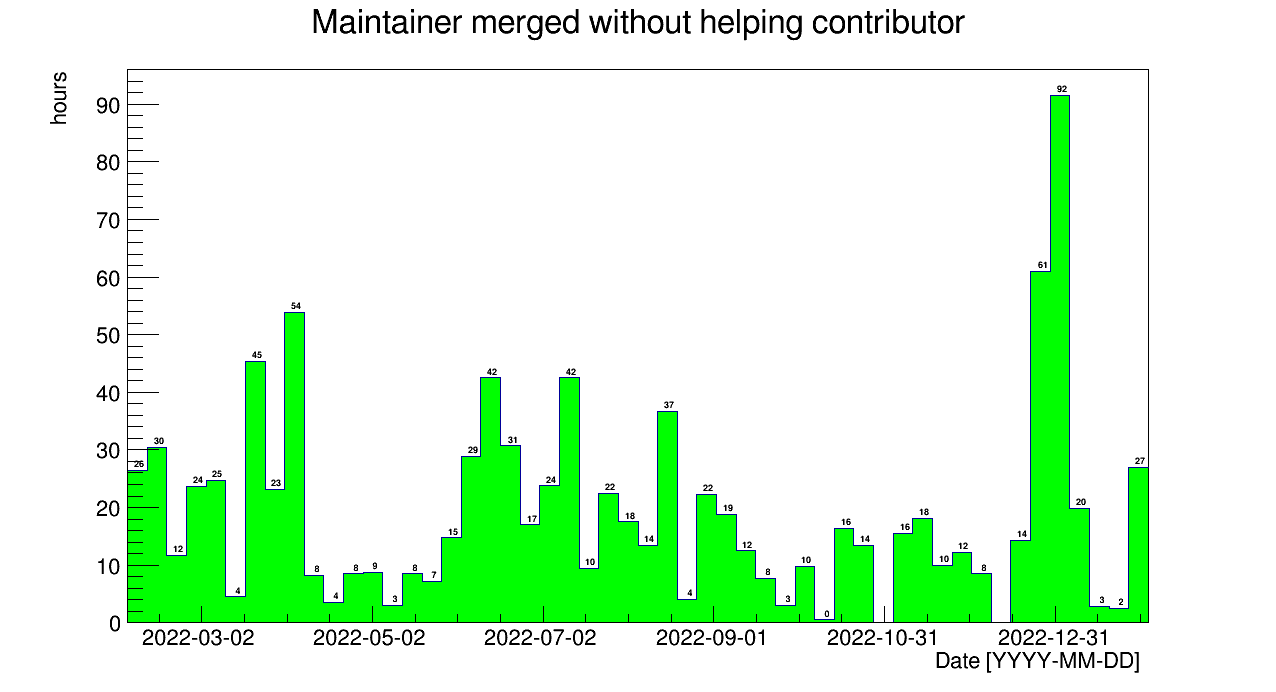 Maintainer merged without helping contributor
hours
90
80
70
60
50
40
30
20
10
0
26 30 12 24 25 4 45 23 54 8 4 8 9 3 8 7 15 29 42 31 17 24 42 10 22 18 14 37 4 22 19 12 8 3 10 0 16 14 16 18 10 12 8 14 61 92 20 3 2 27
2022-03-02 2022-05-02 2022-07-02 2022-09-01 2022-10-31 2022-12-31
Date [YYYY-MM-DD]